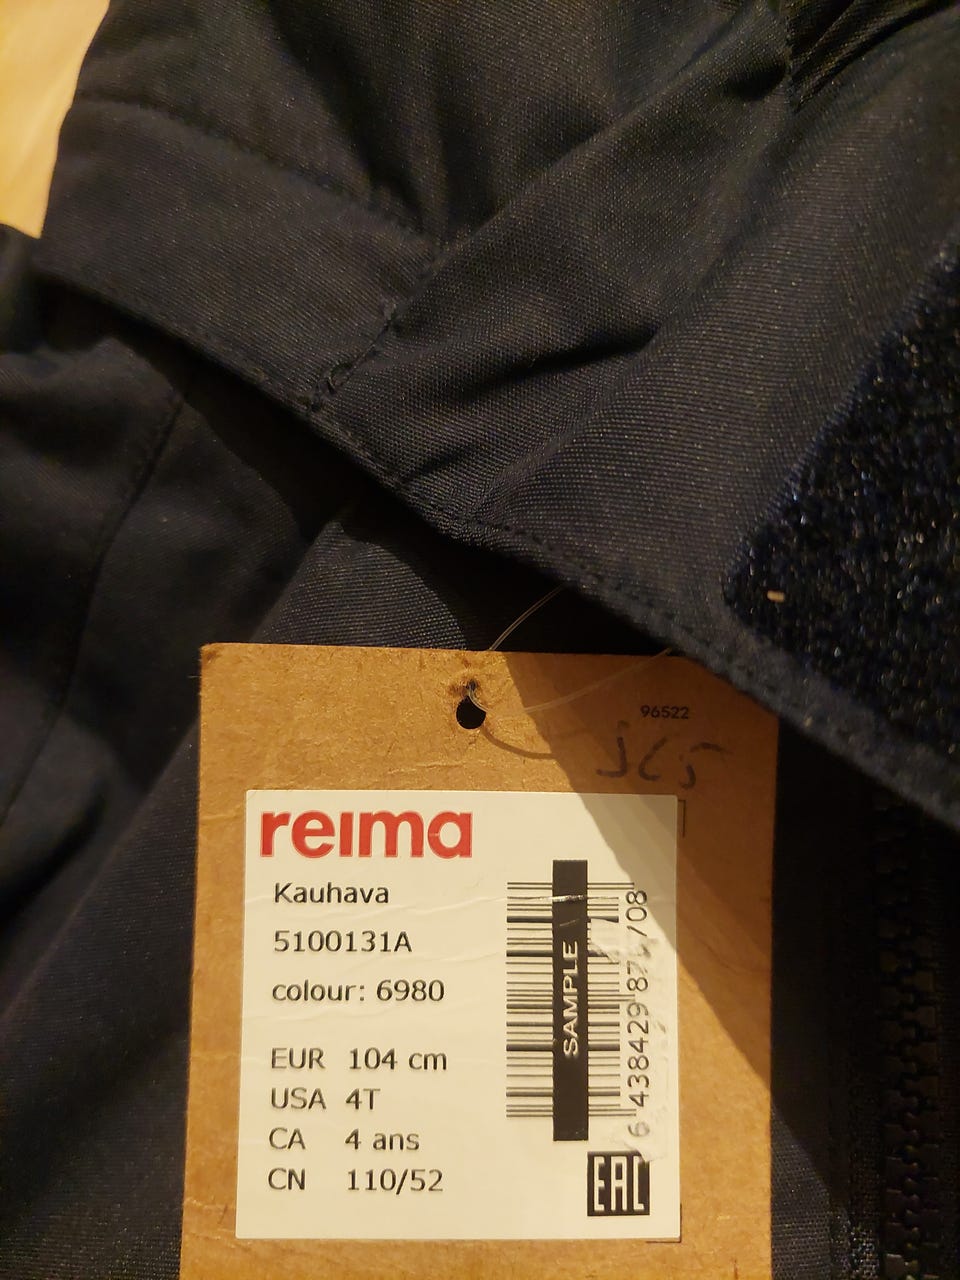 96522
reima
Kauhava
5100131A
colour: 6980
EUR 104 cm
USA 4T
CA 4 ans
CN 110/52
SAMPLE
EAC